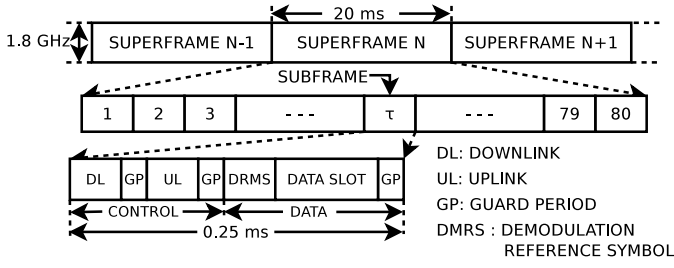 20 ms
1.8 GHz
SUPERFRAME N-1 SUPERFRAME N SUPERFRAME N+1
SUBFRAME
1 2 3 - - - τ - - - 79 80
DL GP UL GP DRMS DATA SLOT GP
CONTROL DATA
0.25 ms
DL: DOWNLINK
UL: UPLINK
GP: GUARD PERIOD
DMRS : DEMODULATION
REFERENCE SYMBOL